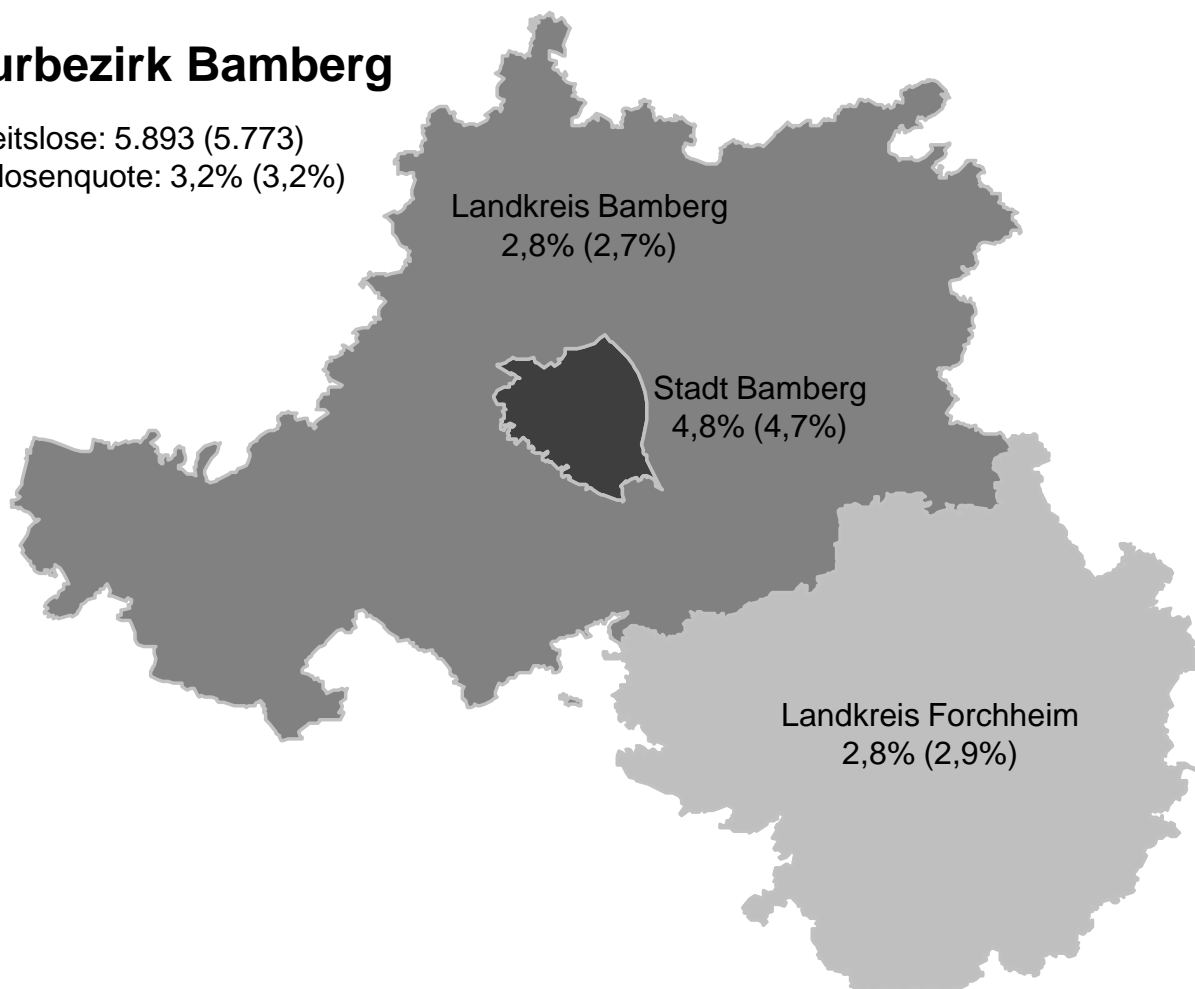 urbezirk Bamberg
eitslose: 5.893 (5.773)
losenquote: 3,2% (3,2%)
Landkreis Bamberg
2,8% (2,7%)
Stadt Bamberg
4,8% (4,7%)
Landkreis Forchheim
2,8% (2,9%)